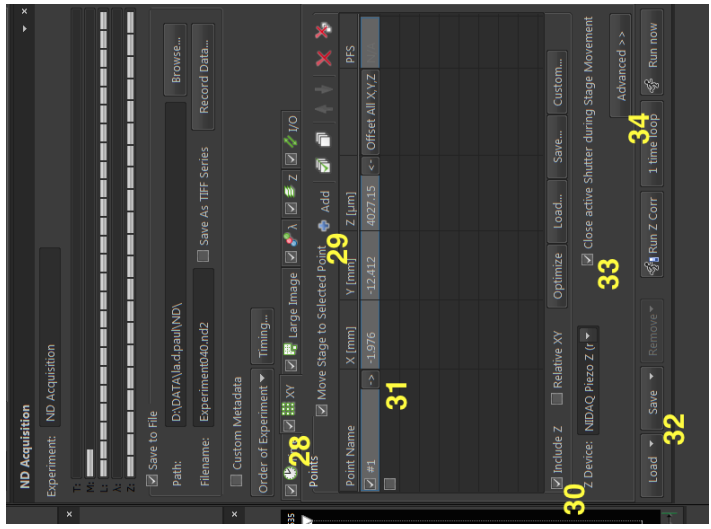 ND Acquisition
Experiment: ND Acquisition
T:
M:
L:
λ:
Z:
Save to File
Path: D:\DATA\la.d.paul\ND\ Browse...
Filename: Experiment040.nd2 Save As TIFF Series Record Data...
Custom Metadata
Order of Experiment Timing...
28 XY Large Image λ Z I/O
Points
Move Stage to Selected Point Add
29
Point Name X [mm] Y [mm] Z [µm] PFS
#1 -> -1.976 -12.412 4027.15 <- Offset All X,Y,Z
31
Include Z Relative XY Optimize Load... Save... Custom...
30
Z Device: NIDAQ Piezo Z (r Close active Shutter during Stage Movement
33
Advanced >>
Load Save Remove Run Z Corr 1 time loop Run now
32 34
535